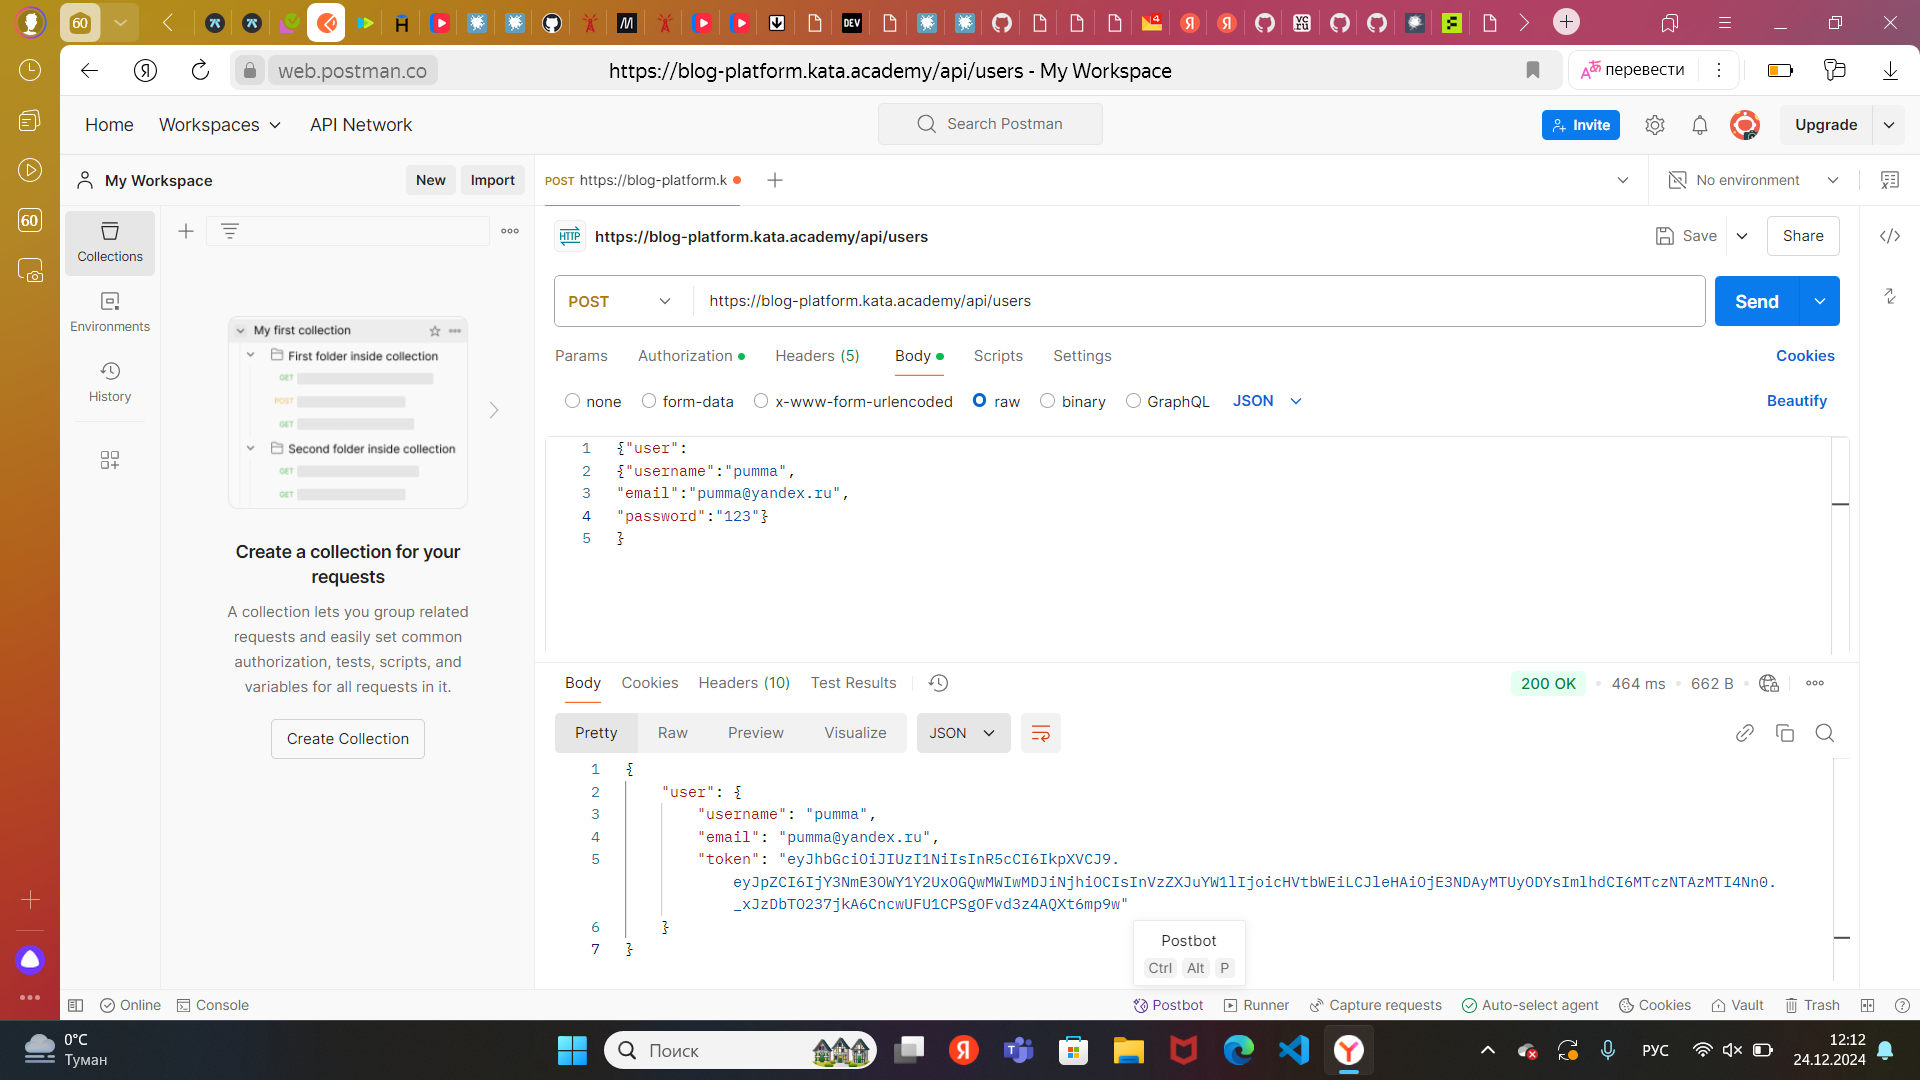 60
DEV
4
web.postman.co
https://blog-platform.kata.academy/api/users - My Workspace
перевести
Home
Workspaces
API Network
Search Postman
Invite
Upgrade
My Workspace
New
Import
POST https://blog-platform.k
No environment
60
Collections
Environments
History
HTTP
https://blog-platform.kata.academy/api/users
Save
Share
POST
https://blog-platform.kata.academy/api/users
Send
Params
Authorization
Headers (5)
Body
Scripts
Settings
Cookies
none
form-data
x-www-form-urlencoded
raw
binary
GraphQL
JSON
Beautify
1 {"user":
2 {"username":"pumma",
3 "email":"pumma@yandex.ru",
4 "password":"123"}
5 }
My first collection
First folder inside collection
GET
POST
GET
Second folder inside collection
GET
GET
Create a collection for your
requests
A collection lets you group related
requests and easily set common
authorization, tests, scripts, and
variables for all requests in it.
Create Collection
Body
Cookies
Headers (10)
Test Results
200 OK
464 ms
662 B
Pretty
Raw
Preview
Visualize
JSON
1 {
2 "user": {
3 "username": "pumma",
4 "email": "pumma@yandex.ru",
5 "token": "eyJhbGciOiJIUzI1NiIsInR5cCI6IkpXVCJ9.
eyJpZCI6IjY3NmE3OWY1Y2UxOGQwMWIwMDJiNjhiOCIsInVzZXJuYW1lIjoicHVtbWEiLCJleHAiOjE3NDAyMTUyODYsImlhdCI6MTczNTAzMTI4Nn0.
_xJzDbTO237jkA6CncwUFU1CPSgOFvd3z4AQXt6mp9w"
6 }
7 }
Postbot
Ctrl Alt P
Online
Console
Postbot
Runner
Capture requests
Auto-select agent
Cookies
Vault
Trash
0°C
Туман
Поиск
РУС
12:12
24.12.2024